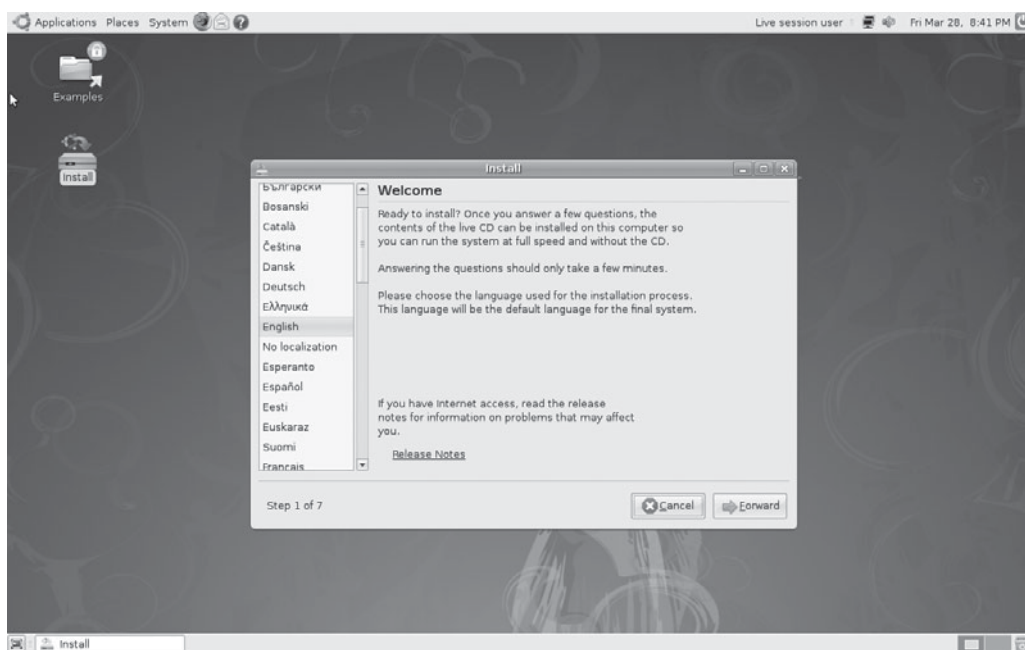 Applications Places System
Live session user
Fri Mar 28, 8:41 PM
Examples
Install
Install
Български
Bosanski
Català
Čeština
Dansk
Deutsch
Ελληνικά
English
No localization
Esperanto
Español
Eesti
Euskaraz
Suomi
Français
Welcome
Ready to install? Once you answer a few questions, the
contents of the live CD can be installed on this computer so
you can run the system at full speed and without the CD.
Answering the questions should only take a few minutes.
Please choose the language used for the installation process.
This language will be the default language for the final system.
If you have Internet access, read the release
notes for information on problems that may affect
you.
Release Notes
Step 1 of 7
Cancel
Forward
Install